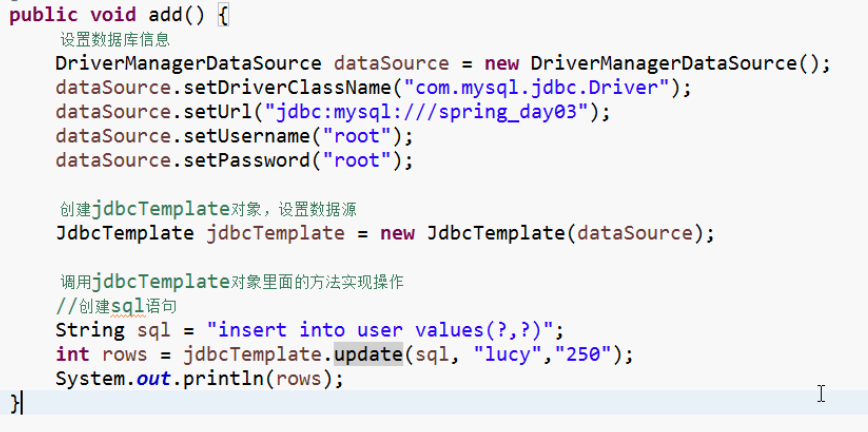 public void add() {
设置数据库信息
DriverManagerDataSource dataSource = new DriverManagerDataSource();
dataSource.setDriverClassName("com.mysql.jdbc.Driver");
dataSource.setUrl("jdbc:mysql:///spring_day03");
dataSource.setUsername("root");
dataSource.setPassword("root");
创建jdbcTemplate对象，设置数据源
JdbcTemplate jdbcTemplate = new JdbcTemplate(dataSource);
调用jdbcTemplate对象里面的方法实现操作
//创建sql语句
String sql = "insert into user values(?,?)";
int rows = jdbcTemplate.update(sql, "lucy","250");
System.out.println(rows);
}